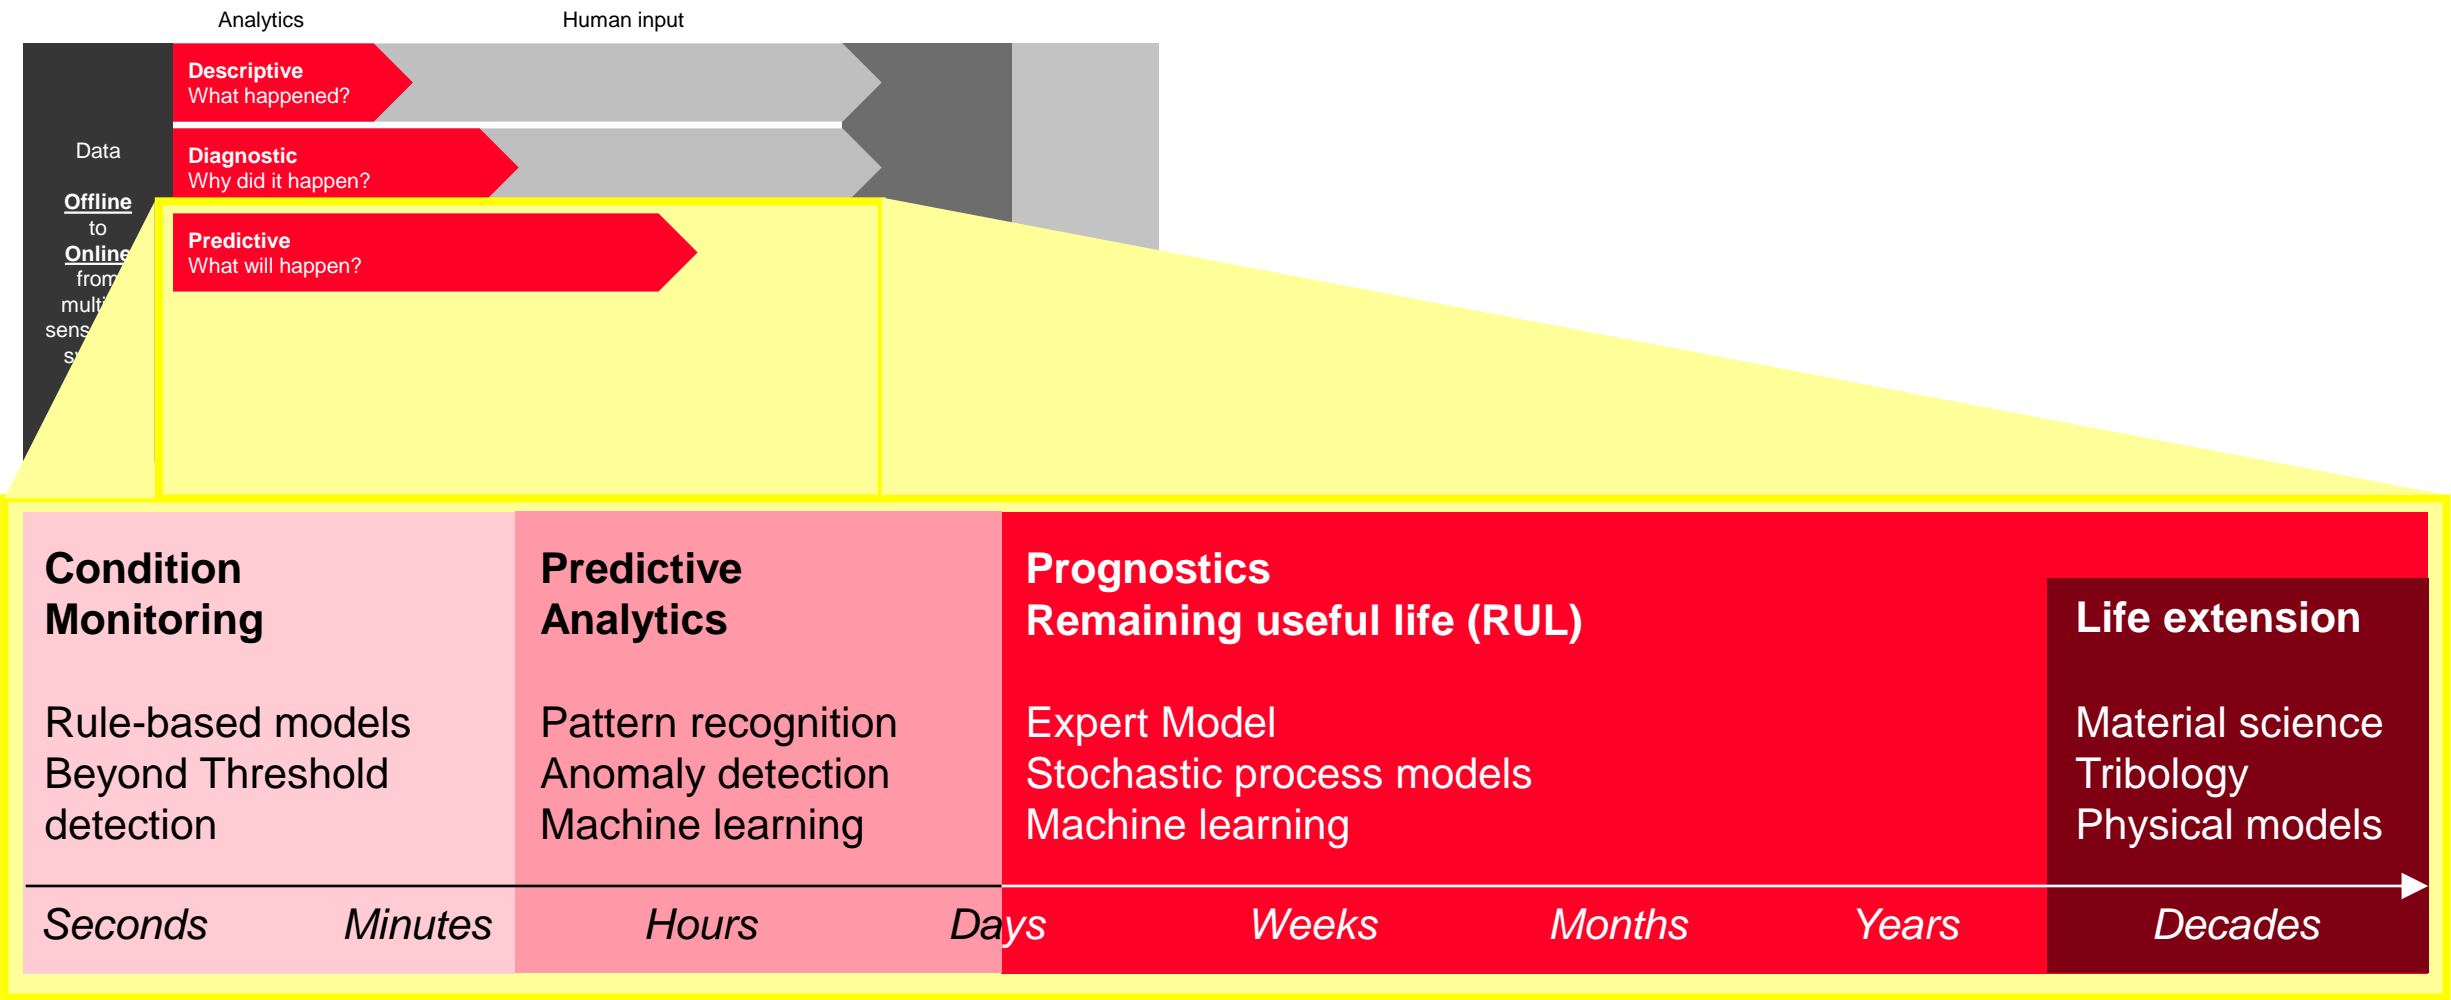 Analytics
Human input
Descriptive
What happened?
Diagnostic
Why did it happen?
Data
Offline
to
Online
from
Predictive
What will happen?
Condition
Monitoring
Rule-based models
Beyond Threshold
detection
Predictive
Analytics
Pattern recognition
Anomaly detection
Machine learning
Prognostics
Remaining useful life (RUL)
Expert Model
Stochastic process models
Machine learning
Life extension
Material science
Tribology
Physical models
Seconds Minutes Hours Days Weeks Months Years Decades